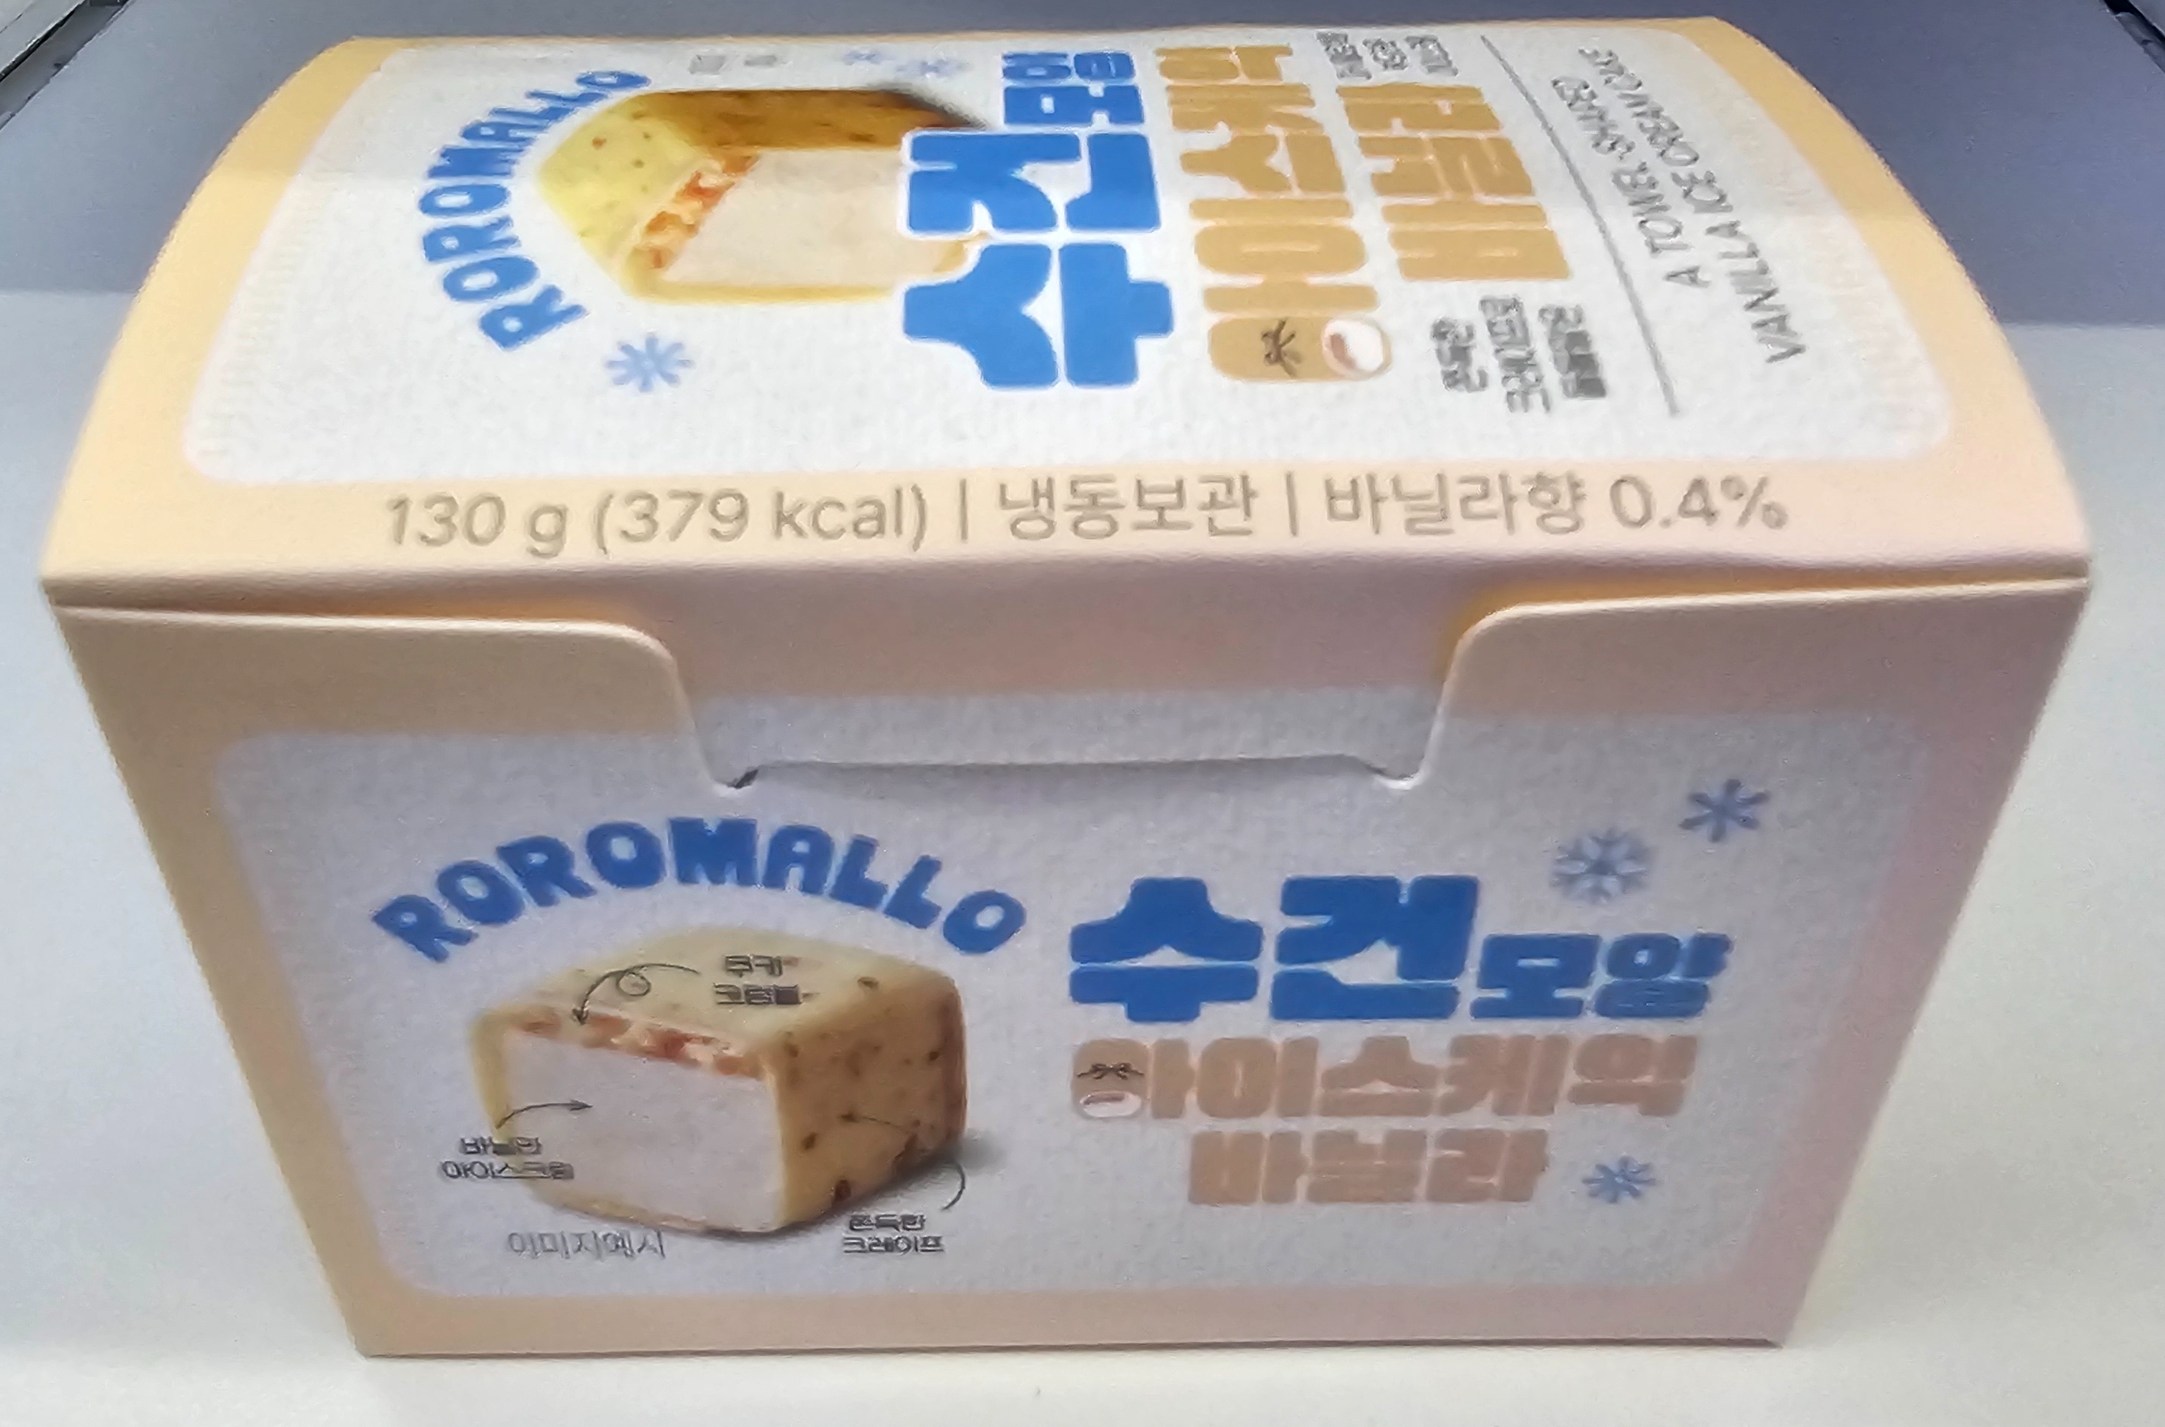 ROROMALLO
수건모양
아이스케익
바닐라
A TOWEL-SHAPED
VANILLA ICE CREAM CAKE
130 g (379 kcal) | 냉동보관 | 바닐라향 0.4%
ROROMALLO
쿠키
크럼블
아이스크림
쫀득한
크레이프
이미지예시
수건모양
아이스케익
바닐라